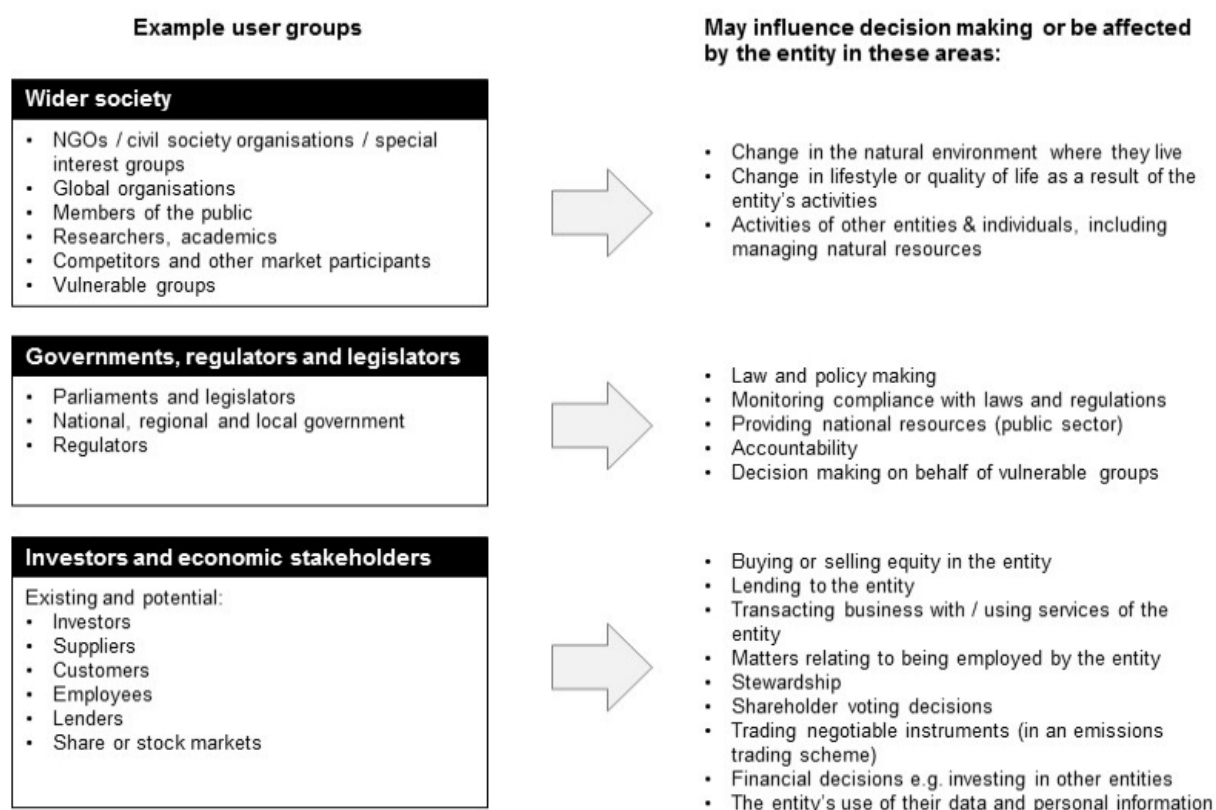 Example user groups
May influence decision making or be affected
by the entity in these areas:
Wider society
• NGOs / civil society organisations / special
interest groups
• Global organisations
• Members of the public
• Researchers, academics
• Competitors and other market participants
• Vulnerable groups
• Change in the natural environment where they live
• Change in lifestyle or quality of life as a result of the
entity's activities
• Activities of other entities & individuals, including
managing natural resources
Governments, regulators and legislators
• Parliaments and legislators
• National, regional and local government
• Regulators
• Law and policy making
• Monitoring compliance with laws and regulations
• Providing national resources (public sector)
• Accountability
• Decision making on behalf of vulnerable groups
Investors and economic stakeholders
Existing and potential:
• Investors
• Suppliers
• Customers
• Employees
• Lenders
• Share or stock markets
• Buying or selling equity in the entity
• Lending to the entity
• Transacting business with / using services of the
entity
• Matters relating to being employed by the entity
• Stewardship
• Shareholder voting decisions
• Trading negotiable instruments (in an emissions
trading scheme)
• Financial decisions e.g. investing in other entities
• The entity's use of their data and personal information